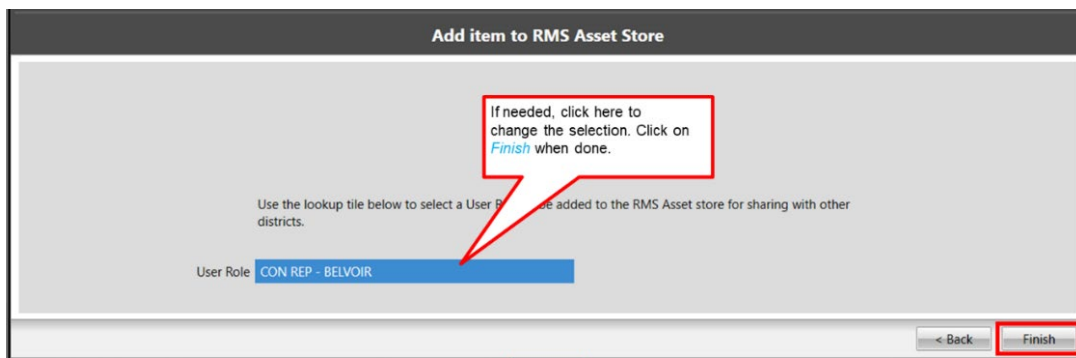 Add item to RMS Asset Store
If needed, click here to
change the selection. Click on
Finish when done.
Use the lookup tile below to select a User be added to the RMS Asset store for sharing with other
districts.
User Role CON REP - BELVOIR
< Back Finish